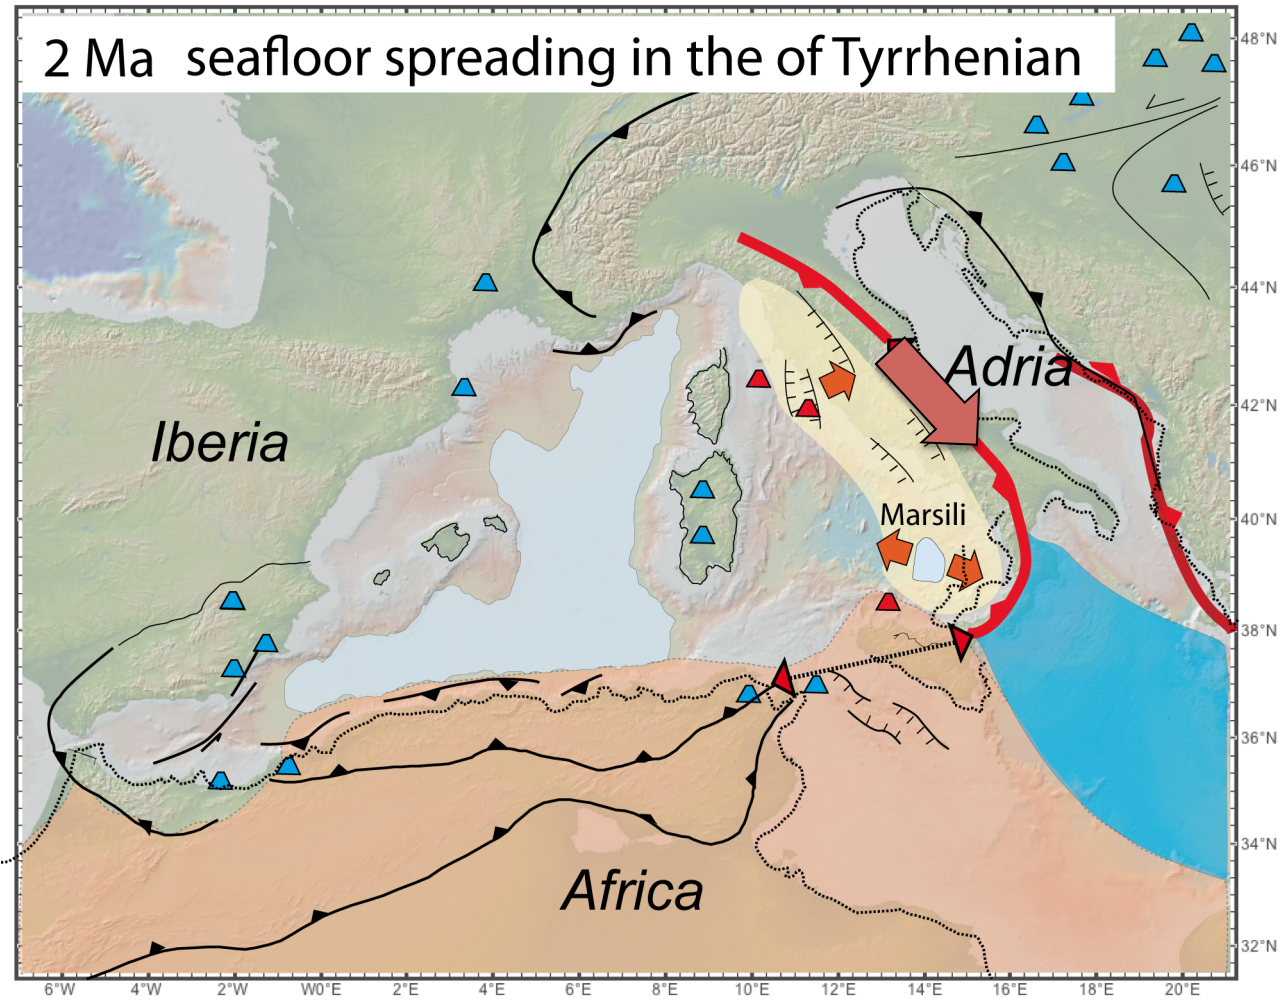 2 Ma seafloor spreading in the of Tyrrhenian
48°N
46°N
44°N
Adria
42°N
Iberia
Marsili
40°N
38°N
36°N
34°N
Africa
32°N
6°W 4°W 2°W W0°E 2°E 4°E 6°E 8°E 10°E 12°E 14°E 16°E 18°E 20°E